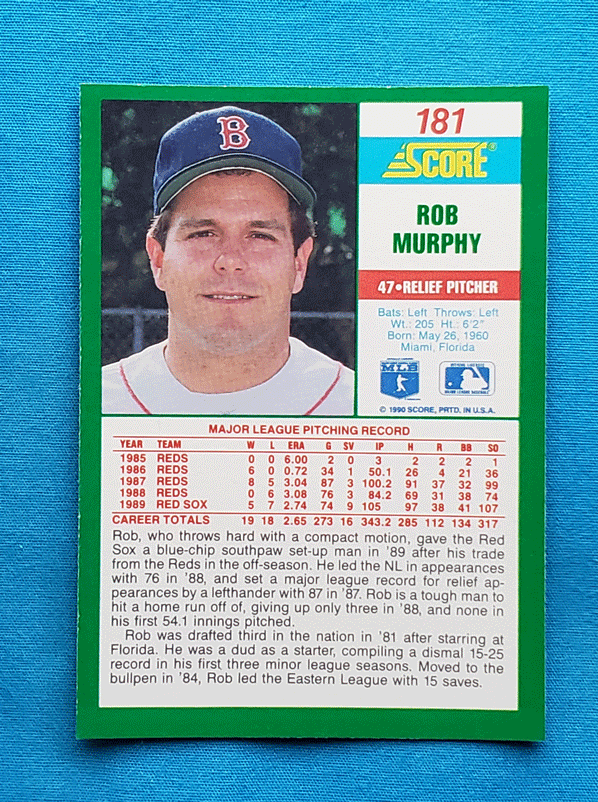 B
181
SCORE®
ROB
MURPHY
47•RELIEF PITCHER
Bats: Left Throws: Left
Wt.: 205 Ht.: 6'2"
Born: May 26, 1960
Miami, Florida
MLB
MAJOR LEAGUE BASEBALL
© 1990 SCORE, PRTD. IN U.S.A.
MAJOR LEAGUE PITCHING RECORD
YEAR TEAM W L ERA G SV IP H R BB SO
1985 REDS 0 0 6.00 2 0 3 2 2 2 1
1986 REDS 6 0 0.72 34 1 50.1 26 4 21 36
1987 REDS 8 5 3.04 87 3 100.2 91 37 32 99
1988 REDS 0 6 3.08 76 3 84.2 69 31 38 74
1989 RED SOX 5 7 2.74 74 9 105 97 38 41 107
CAREER TOTALS 19 18 2.65 273 16 343.2 285 112 134 317
Rob, who throws hard with a compact motion, gave the Red
Sox a blue-chip southpaw set-up man in '89 after his trade
from the Reds in the off-season. He led the NL in appearances
with 76 in '88, and set a major league record for relief ap-
pearances by a lefthander with 87 in '87. Rob is a tough man to
hit a home run off of, giving up only three in '88, and none in
his first 54.1 innings pitched.
Rob was drafted third in the nation in '81 after starring at
Florida. He was a dud as a starter, compiling a dismal 15-25
record in his first three minor league seasons. Moved to the
bullpen in '84, Rob led the Eastern League with 15 saves.